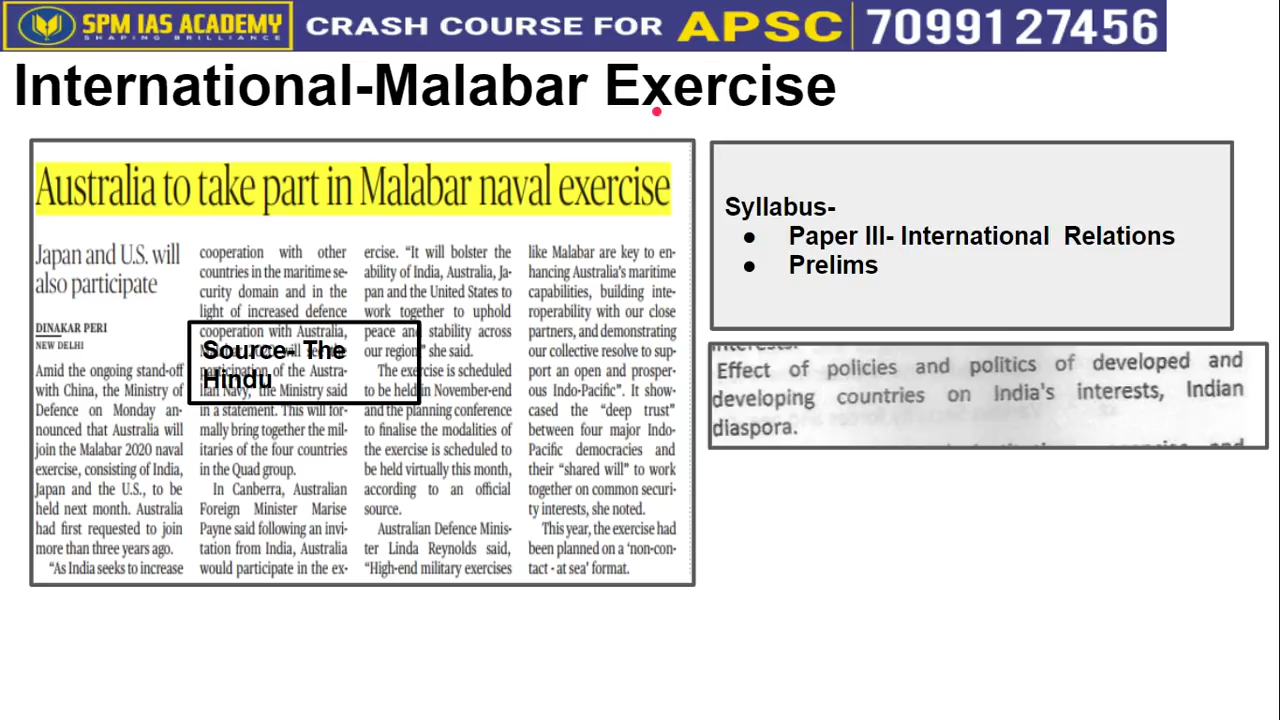 SPM IAS ACADEMY
SHAPING BRILLIANCE
CRASH COURSE FOR APSC 70991 27456
International-Malabar Exercise
Australia to take part in Malabar naval exercise
Japan and U.S. will
also participate
DINAKAR PERI
NEW DELHI
Amid the ongoing stand-off
with China, the Ministry of
Defence on Monday an-
nounced that Australia will
join the Malabar 2020 naval
exercise, consisting of India,
Japan and the U.S., to be
held next month. Australia
had first requested to join
more than three years ago.
“As India seeks to increase
cooperation with other
countries in the maritime se-
curity domain and in the
light of increased defence
cooperation with Australia,
Malabar 2020 will see the
participation of the Austra-
lian Navy,” the Ministry said
in a statement. This will for-
mally bring together the mil-
itaries of the four countries
in the Quad group.
In Canberra, Australian
Foreign Minister Marise
Payne said following an invi-
tation from India, Australia
would participate in the ex-
ercise. “It will bolster the
ability of India, Australia, Ja-
pan and the United States to
work together to uphold
peace and stability across
our region,” she said.
The exercise is scheduled
to be held in November-end
and the planning conference
to finalise the modalities of
the exercise is scheduled to
be held virtually this month,
according to an official
source.
Australian Defence Minis-
ter Linda Reynolds said,
“High-end military exercises
like Malabar are key to en-
hancing Australia’s maritime
capabilities, building inte-
roperability with our close
partners, and demonstrating
our collective resolve to sup-
port an open and prosper-
ous Indo-Pacific”. It show-
cased the “deep trust”
between four major Indo-
Pacific democracies and
their “shared will” to work
together on common securi-
ty interests, she noted.
This year, the exercise had
been planned on a ‘non-con-
tact - at sea’ format.
Source- The
Hindu
Syllabus-
● Paper III- International Relations
● Prelims
Effect of policies and politics of developed and
developing countries on India's interests, Indian
diaspora.